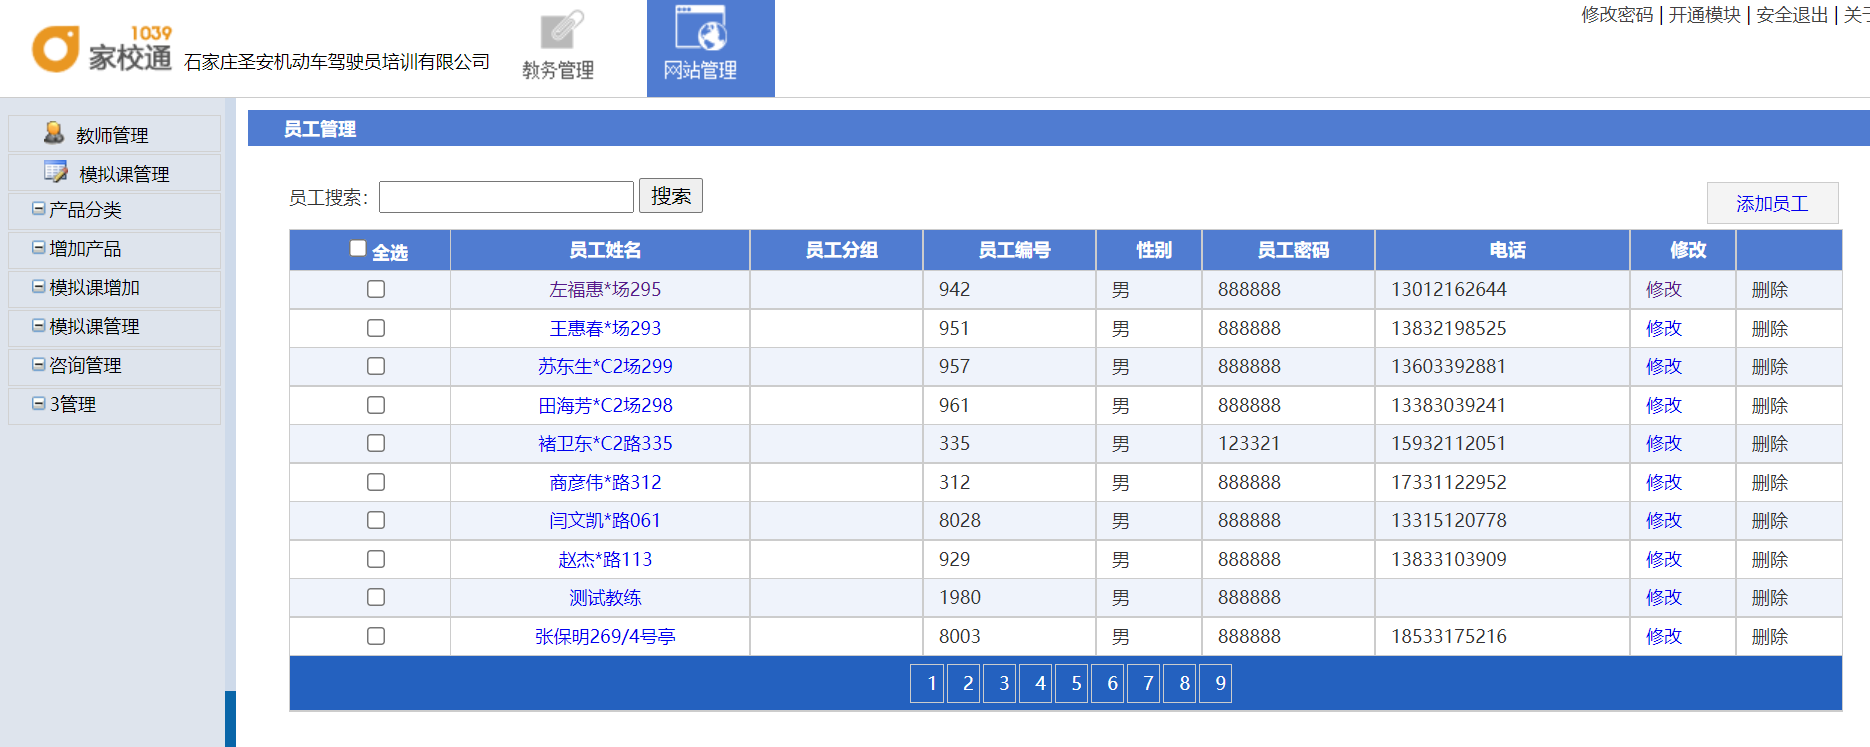 修改密码 | 开通模块 | 安全退出 |
1039
家校通 石家庄圣安机动车驾驶员培训有限公司 教务管理 网站管理
教师管理
模拟课管理
产品分类
增加产品
模拟课增加
模拟课管理
咨询管理
3管理
员工管理
员工搜索: 搜索
添加员工
全选 员工姓名 员工分组 员工编号 性别 员工密码 电话 修改
左福惠*场295 942 男 888888 13012162644 修改 删除
王惠春*场293 951 男 888888 13832198525 修改 删除
苏东生*C2场299 957 男 888888 13603392881 修改 删除
田海芳*C2场298 961 男 888888 13383039241 修改 删除
褚卫东*C2路335 335 男 123321 15932112051 修改 删除
商彦伟*路312 312 男 888888 17331122952 修改 删除
闫文凯*路061 8028 男 888888 13315120778 修改 删除
赵杰*路113 929 男 888888 13833103909 修改 删除
测试教练 1980 男 888888 修改 删除
张保明269/4号亭 8003 男 888888 18533175216 修改 删除
1 2 3 4 5 6 7 8 9